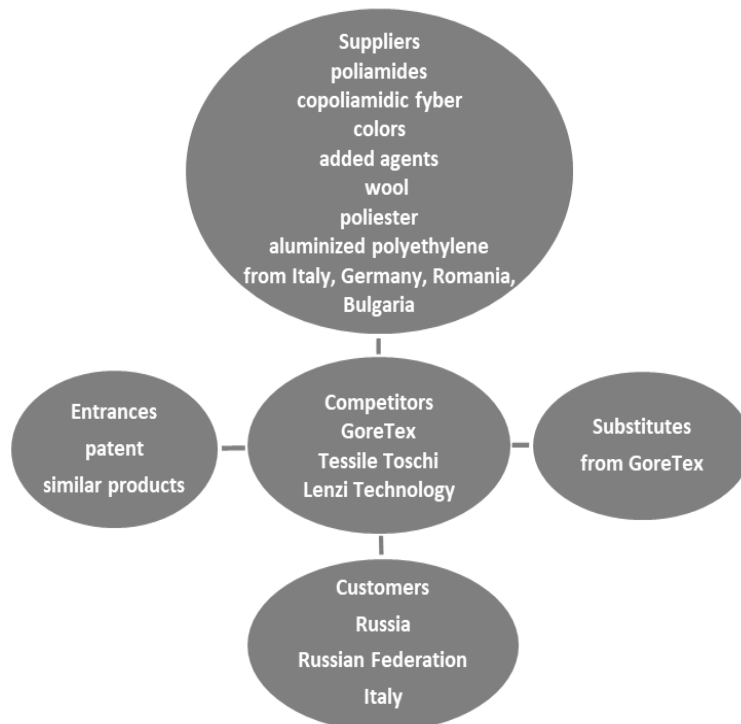 Suppliers
poliamides
copoliamidic fyber
colors
added agents
wool
poliester
aluminized polyethylene
from Italy, Germany, Romania,
Bulgaria
Entrances
patent
similar products
Competitors
GoreTex
Tessile Toschi
Lenzi Technology
Substitutes
from GoreTex
Customers
Russia
Russian Federation
Italy